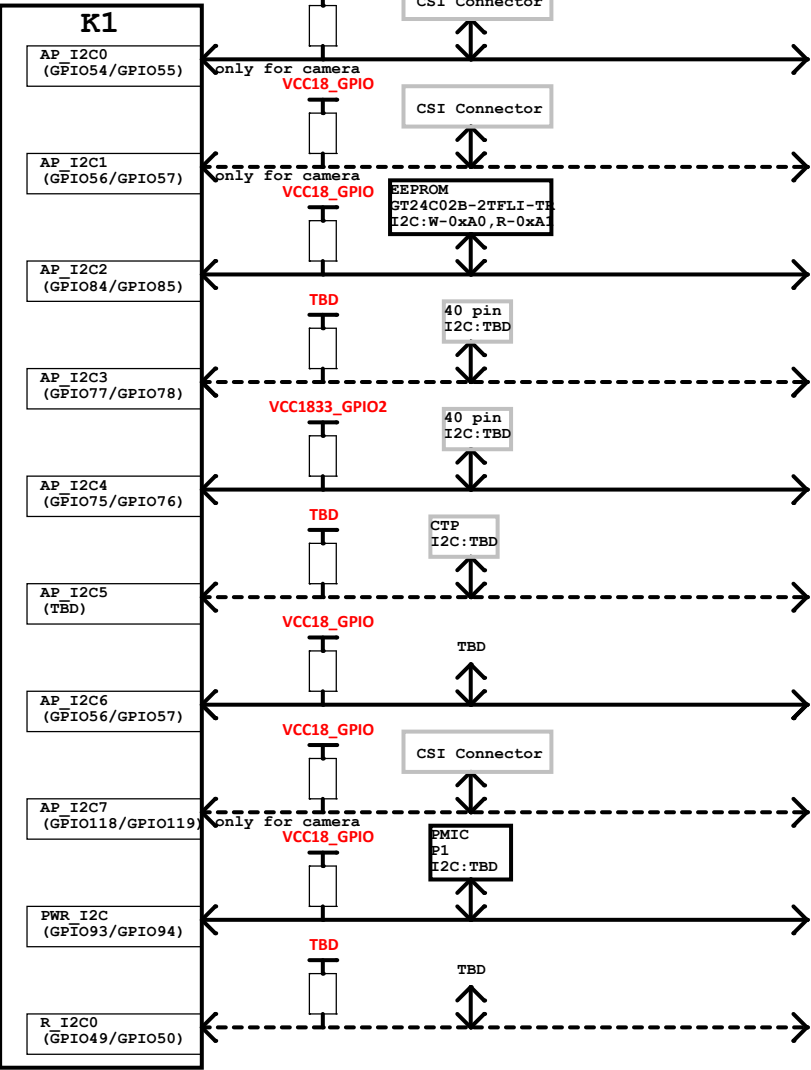 CSI Connector
K1
AP_I2C0
(GPIO54/GPIO55)
only for camera
VCC18_GPIO
CSI Connector
AP_I2C1
(GPIO56/GPIO57)
only for camera
VCC18_GPIO
EEPROM
GT24C02B-2TFLI-TR
I2C:W-0xA0,R-0xA1
AP_I2C2
(GPIO84/GPIO85)
TBD
40 pin
I2C:TBD
AP_I2C3
(GPIO77/GPIO78)
VCC1833_GPIO2
40 pin
I2C:TBD
AP_I2C4
(GPIO75/GPIO76)
TBD
CTP
I2C:TBD
AP_I2C5
(TBD)
VCC18_GPIO
TBD
AP_I2C6
(GPIO56/GPIO57)
VCC18_GPIO
CSI Connector
AP_I2C7
(GPIO118/GPIO119)
only for camera
VCC18_GPIO
PMIC
P1
I2C:TBD
PWR_I2C
(GPIO93/GPIO94)
TBD
TBD
R_I2C0
(GPIO49/GPIO50)